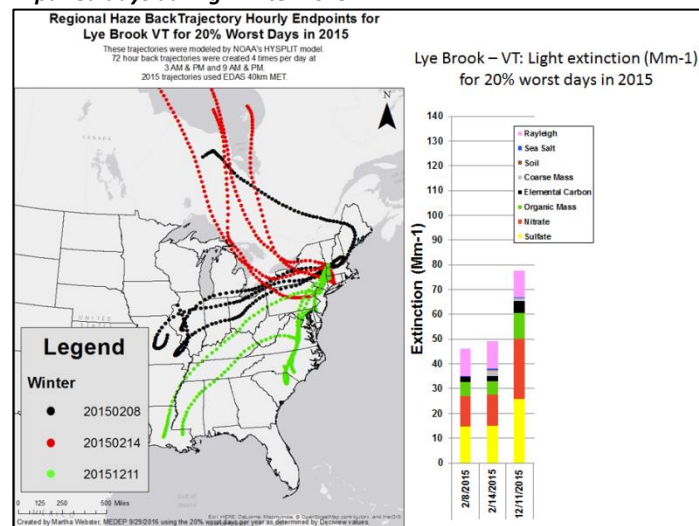 Regional Haze BackTrajectory Hourly Endpoints for
Lye Brook VT for 20% Worst Days in 2015
These trajectories were modeled by NOAA's HYSPLIT model.
72 hour back trajectories were created 4 times per day at
3 AM & PM and 9 AM & PM.
2015 trajectories used EDAS 40km MET.
N
CANADA
UNITED
STATES
Legend
Winter
20150208
20150214
20151211
0 125 250 500 Miles
Created by Martha Webster, MEDEP 9/29/2016 using the 20% worst days per year as determined by Deciview values.
Lye Brook – VT: Light extinction (Mm-1)
for 20% worst days in 2015
Extinction (Mm-1)
140
130
120
110
100
90
80
70
60
50
40
30
20
10
0
Rayleigh
Sea Salt
Soil
Coarse Mass
Elemental Carbon
Organic Mass
Nitrate
Sulfate
2/8/2015
2/14/2015
12/11/2015